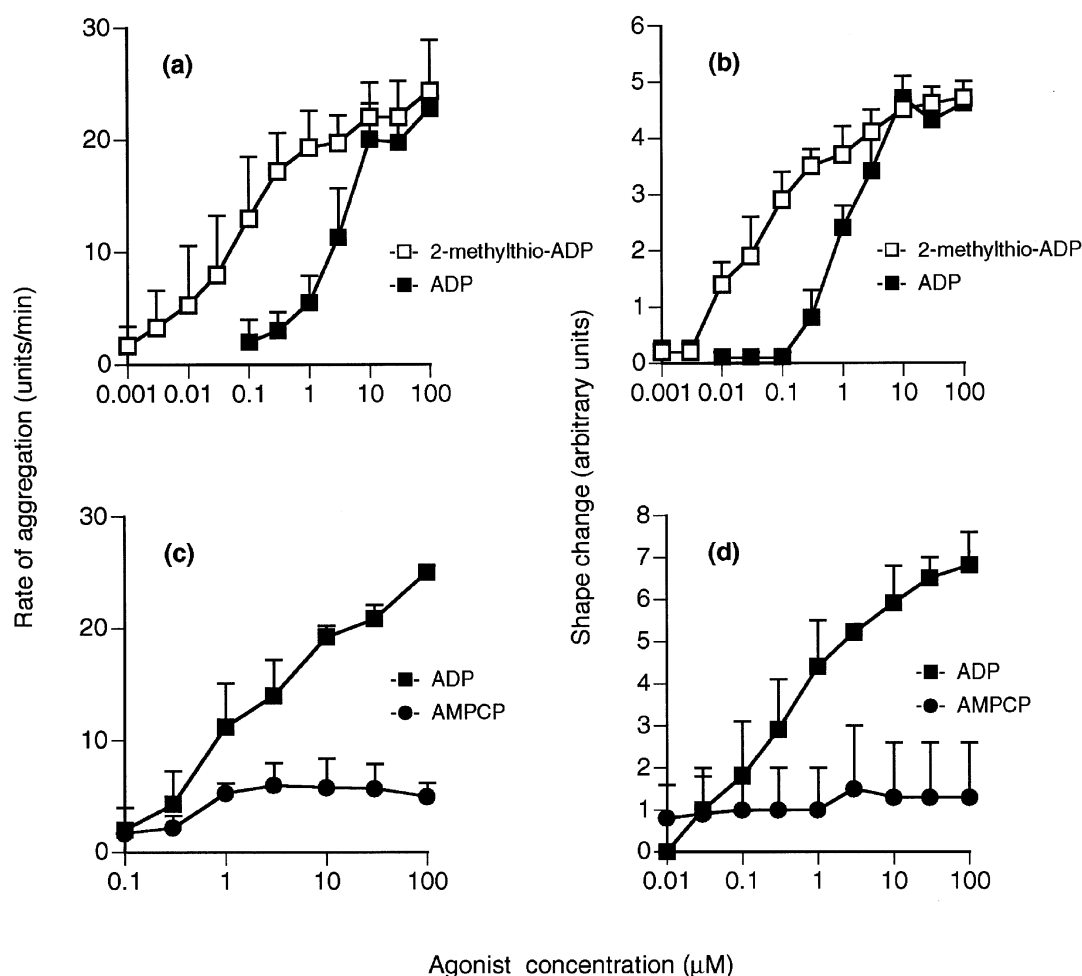 Rate of aggregation (units/min)
Shape change (arbitrary units)
(a)
30
20
10
0
0.001 0.01 0.1 1 10 100
2-methylthio-ADP
ADP
(b)
6
5
4
3
2
1
0
0.001 0.01 0.1 1 10 100
2-methylthio-ADP
ADP
(c)
30
20
10
0
0.1 1 10 100
ADP
AMPCP
(d)
8
7
6
5
4
3
2
1
0
0.01 0.1 1 10 100
ADP
AMPCP
Agonist concentration (μM)